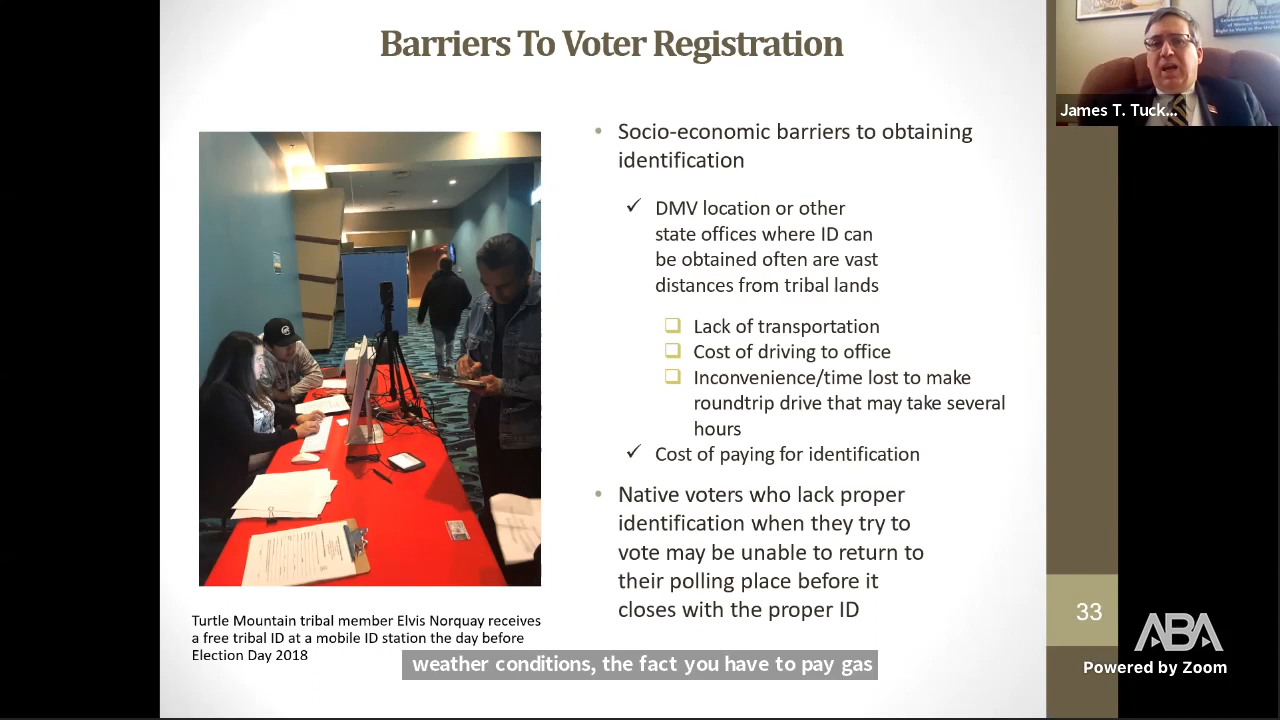 Barriers To Voter Registration
James T. Tuck...
• Socio-economic barriers to obtaining
identification
✓ DMV location or other
state offices where ID can
be obtained often are vast
distances from tribal lands
❑ Lack of transportation
❑ Cost of driving to office
❑ Inconvenience/time lost to make
roundtrip drive that may take several
hours
✓ Cost of paying for identification
• Native voters who lack proper
identification when they try to
vote may be unable to return to
their polling place before it
closes with the proper ID
Turtle Mountain tribal member Elvis Norquay receives
a free tribal ID at a mobile ID station the day before
Election Day 2018
weather conditions, the fact you have to pay gas
33
ABA
Powered by Zoom